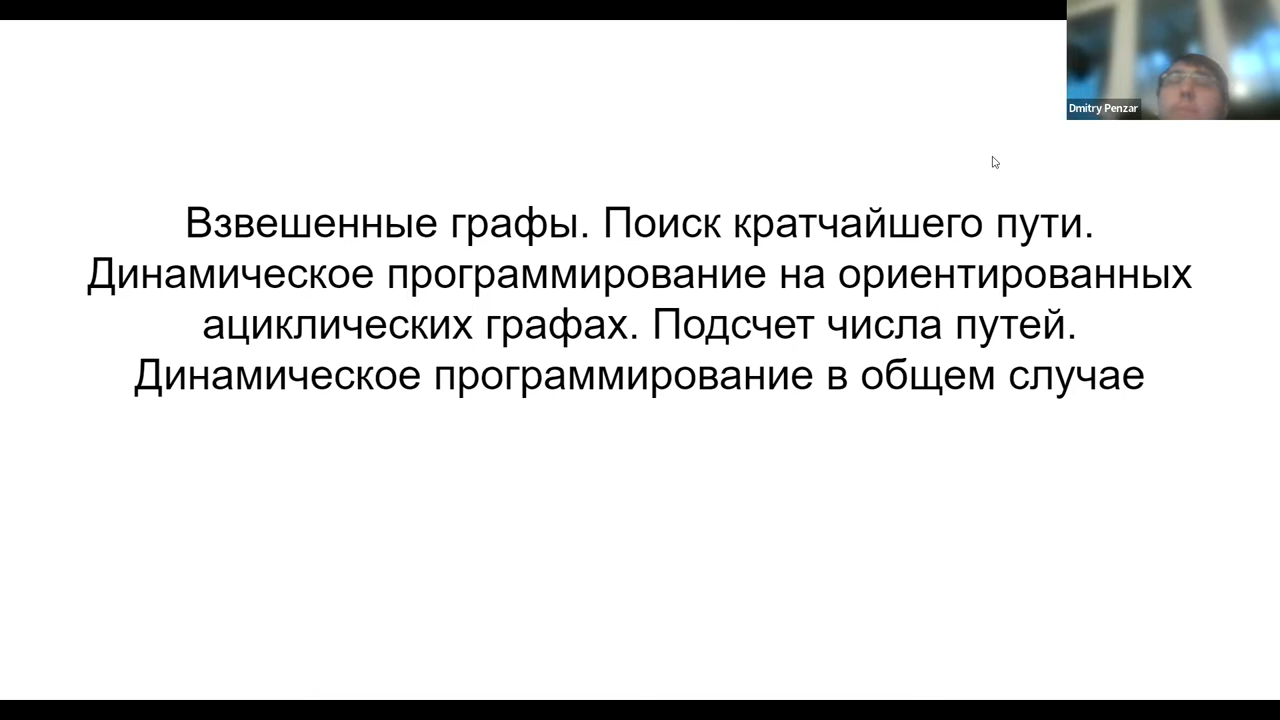 Dmitry Penzar
Взвешенные графы. Поиск кратчайшего пути.
Динамическое программирование на ориентированных
ациклических графах. Подсчет числа путей.
Динамическое программирование в общем случае